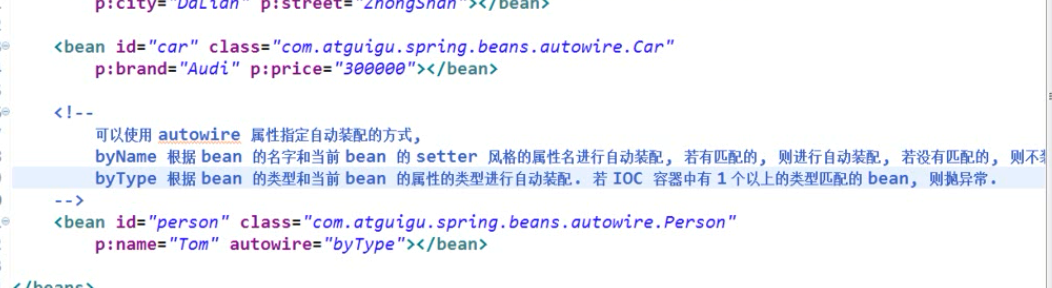 p:city="DaLian" p:street="ZhongShan"></bean>
<bean id="car" class="com.atguigu.spring.beans.autowire.Car"
p:brand="Audi" p:price="300000"></bean>
<!--
可以使用 autowire 属性指定自动装配的方式,
byName 根据 bean 的名字和当前 bean 的 setter 风格的属性名进行自动装配, 若有匹配的, 则进行自动装配, 若没有匹配的, 则不
byType 根据 bean 的类型和当前 bean 的属性的类型进行自动装配. 若 IOC 容器中有 1 个以上的类型匹配的 bean, 则抛异常.
-->
<bean id="person" class="com.atguigu.spring.beans.autowire.Person"
p:name="Tom" autowire="byType"></bean>
</beans>